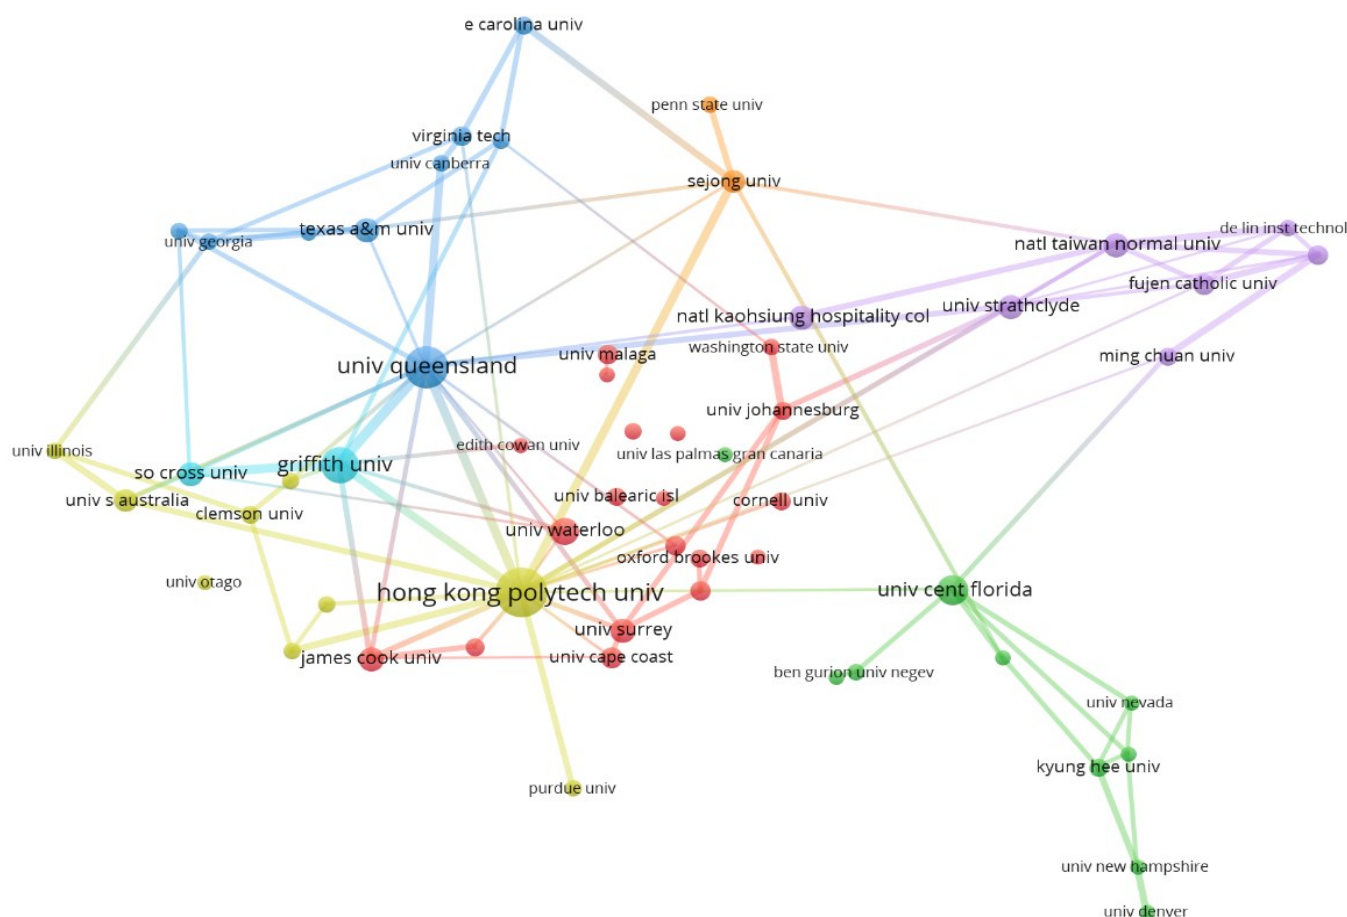 e carolina univ
penn state univ
virginia tech
univ canberra
sejong univ
texas a&m univ
univ georgia
de lin inst technol
natl taiwan normal univ
fujen catholic univ
univ strathclyde
natl kaohsiung hospitality col
washington state univ
univ malaga
ming chuan univ
univ queensland
univ johannesburg
edith cowan univ
univ las palmas gran canaria
univ illinois
griffith univ
so cross univ
univ s australia
clemson univ
univ balearic isl
cornell univ
univ waterloo
oxford brookes univ
univ otago
hong kong polytech univ
univ cent florida
univ surrey
james cook univ
univ cape coast
ben gurion univ negev
univ nevada
kyung hee univ
purdue univ
univ new hampshire
univ denver